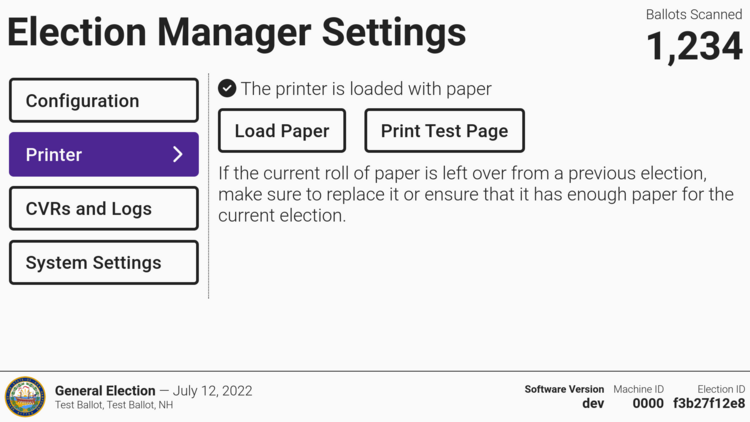 Election Manager Settings
Ballots Scanned
1,234
Configuration
Printer
CVRs and Logs
System Settings
The printer is loaded with paper
Load Paper
Print Test Page
If the current roll of paper is left over from a previous election,
make sure to replace it or ensure that it has enough paper for the
current election.
General Election — July 12, 2022
Test Ballot, Test Ballot, NH
Software Version
dev
Machine ID
0000
Election ID
f3b27f12e8